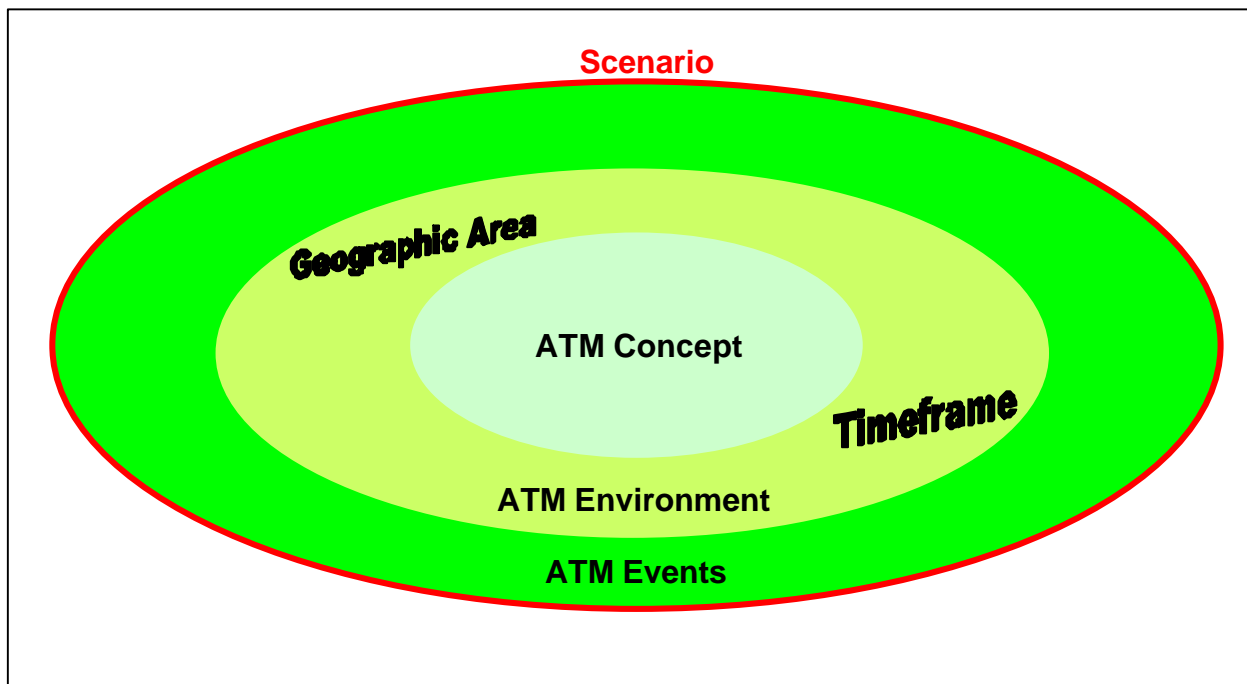 Scenario
Geographic Area
ATM Concept
Timeframe
ATM Environment
ATM Events